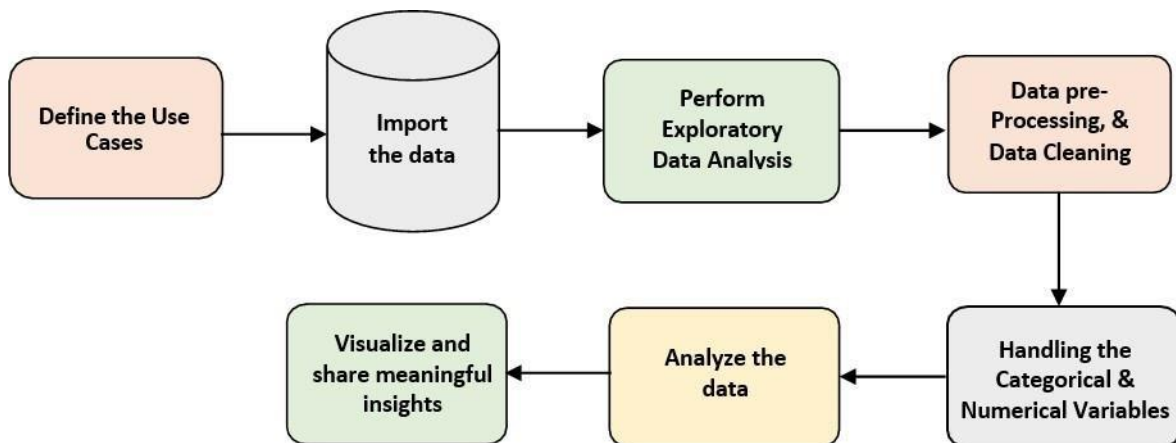 Define the Use
Cases
Import
the data
Perform
Exploratory
Data Analysis
Data pre-
Processing, &
Data Cleaning
Handling the
Categorical &
Numerical Variables
Analyze the
data
Visualize and
share meaningful
insights